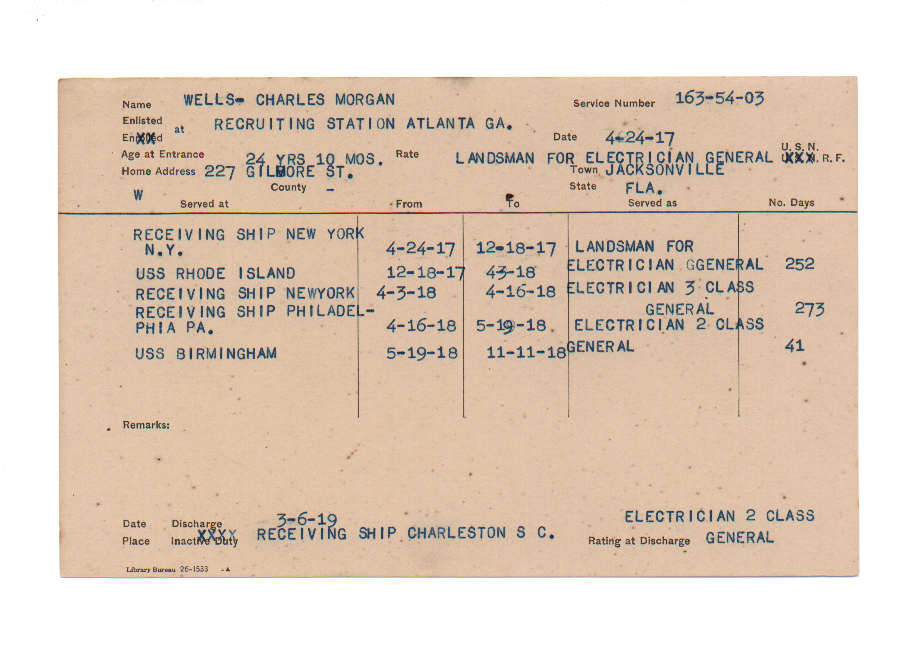 Name WELLS- CHARLES MORGAN Service Number 163-54-03
Enlisted
Enrolled at RECRUITING STATION ATLANTA GA. Date 4-24-17
Age at Entrance 24 YRS 10 MOS. Rate LANDSMAN FOR ELECTRICIAN GENERAL U.S.N. XXX.R.F.
Home Address 227 GILMORE ST. Town JACKSONVILLE
W County - State FLA.
Served at From To Served as No. Days
RECEIVING SHIP NEW YORK
N.Y. 4-24-17 12-18-17 LANDSMAN FOR
USS RHODE ISLAND 12-18-17 4-3-18 ELECTRICIAN GGENERAL 252
RECEIVING SHIP NEWYORK 4-3-18 4-16-18 ELECTRICIAN 3 CLASS
RECEIVING SHIP PHILADEL- GENERAL 273
PHIA PA. 4-16-18 5-19-18. ELECTRICIAN 2 CLASS
USS BIRMINGHAM 5-19-18 11-11-18 GENERAL 41
Remarks:
Date Discharge 3-6-19 ELECTRICIAN 2 CLASS
Place Inactive Duty RECEIVING SHIP CHARLESTON S C. Rating at Discharge GENERAL
Library Bureau 26-1533 -A